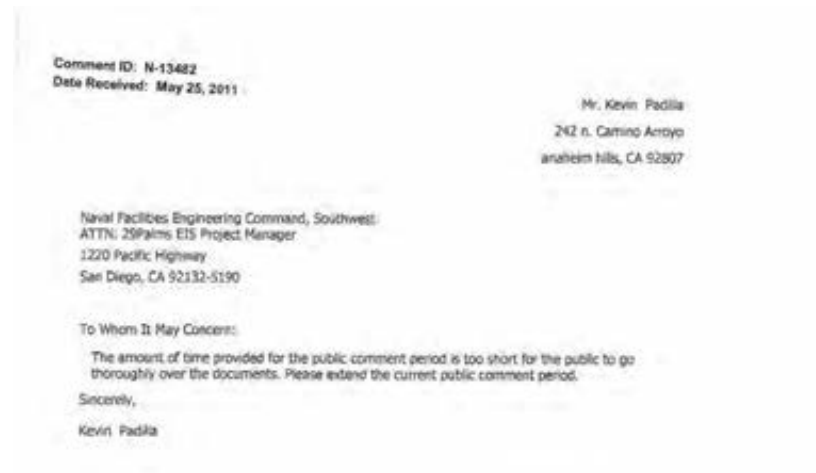 Comment ID: N-13482
Date Received: May 25, 2011
Mr. Kevin Padilla
242 n. Camino Arroyo
anaheim hills, CA 92807
Naval Facilities Engineering Command, Southwest
ATTN: 29Palms EIS Project Manager
1220 Pacific Highway
San Diego, CA 92132-5190
To Whom It May Concern:
The amount of time provided for the public comment period is too short for the public to go
thoroughly over the documents. Please extend the current public comment period.
Sincerely,
Kevin Padilla